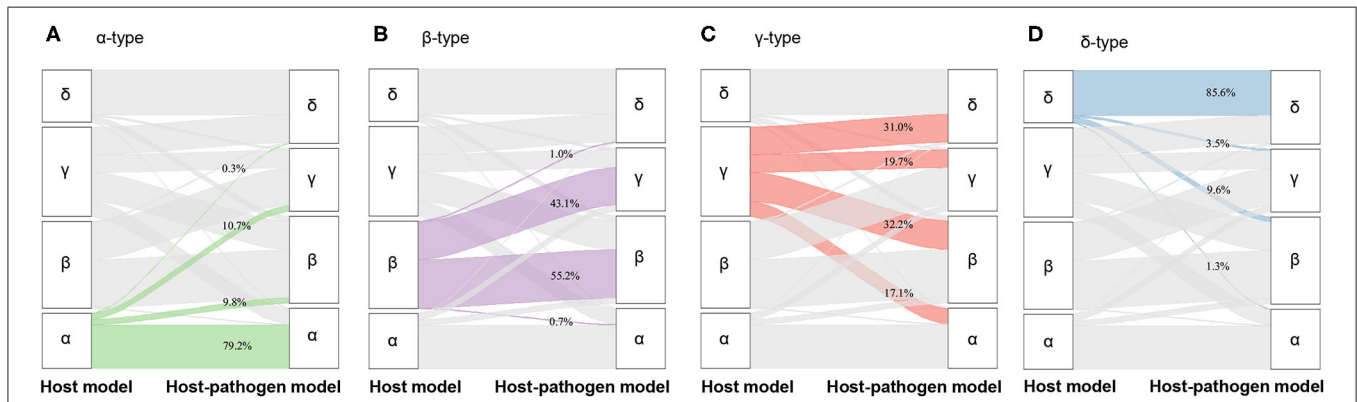 A α-type
δ
γ
β
α
δ
γ
β
α
0.3%
10.7%
9.8%
79.2%
Host model Host-pathogen model
B β-type
δ
γ
β
α
δ
γ
β
α
1.0%
43.1%
55.2%
0.7%
Host model Host-pathogen model
C γ-type
δ
γ
β
α
δ
γ
β
α
31.0%
19.7%
32.2%
17.1%
Host model Host-pathogen model
D δ-type
δ
γ
β
α
δ
γ
β
α
85.6%
3.5%
9.6%
1.3%
Host model Host-pathogen model